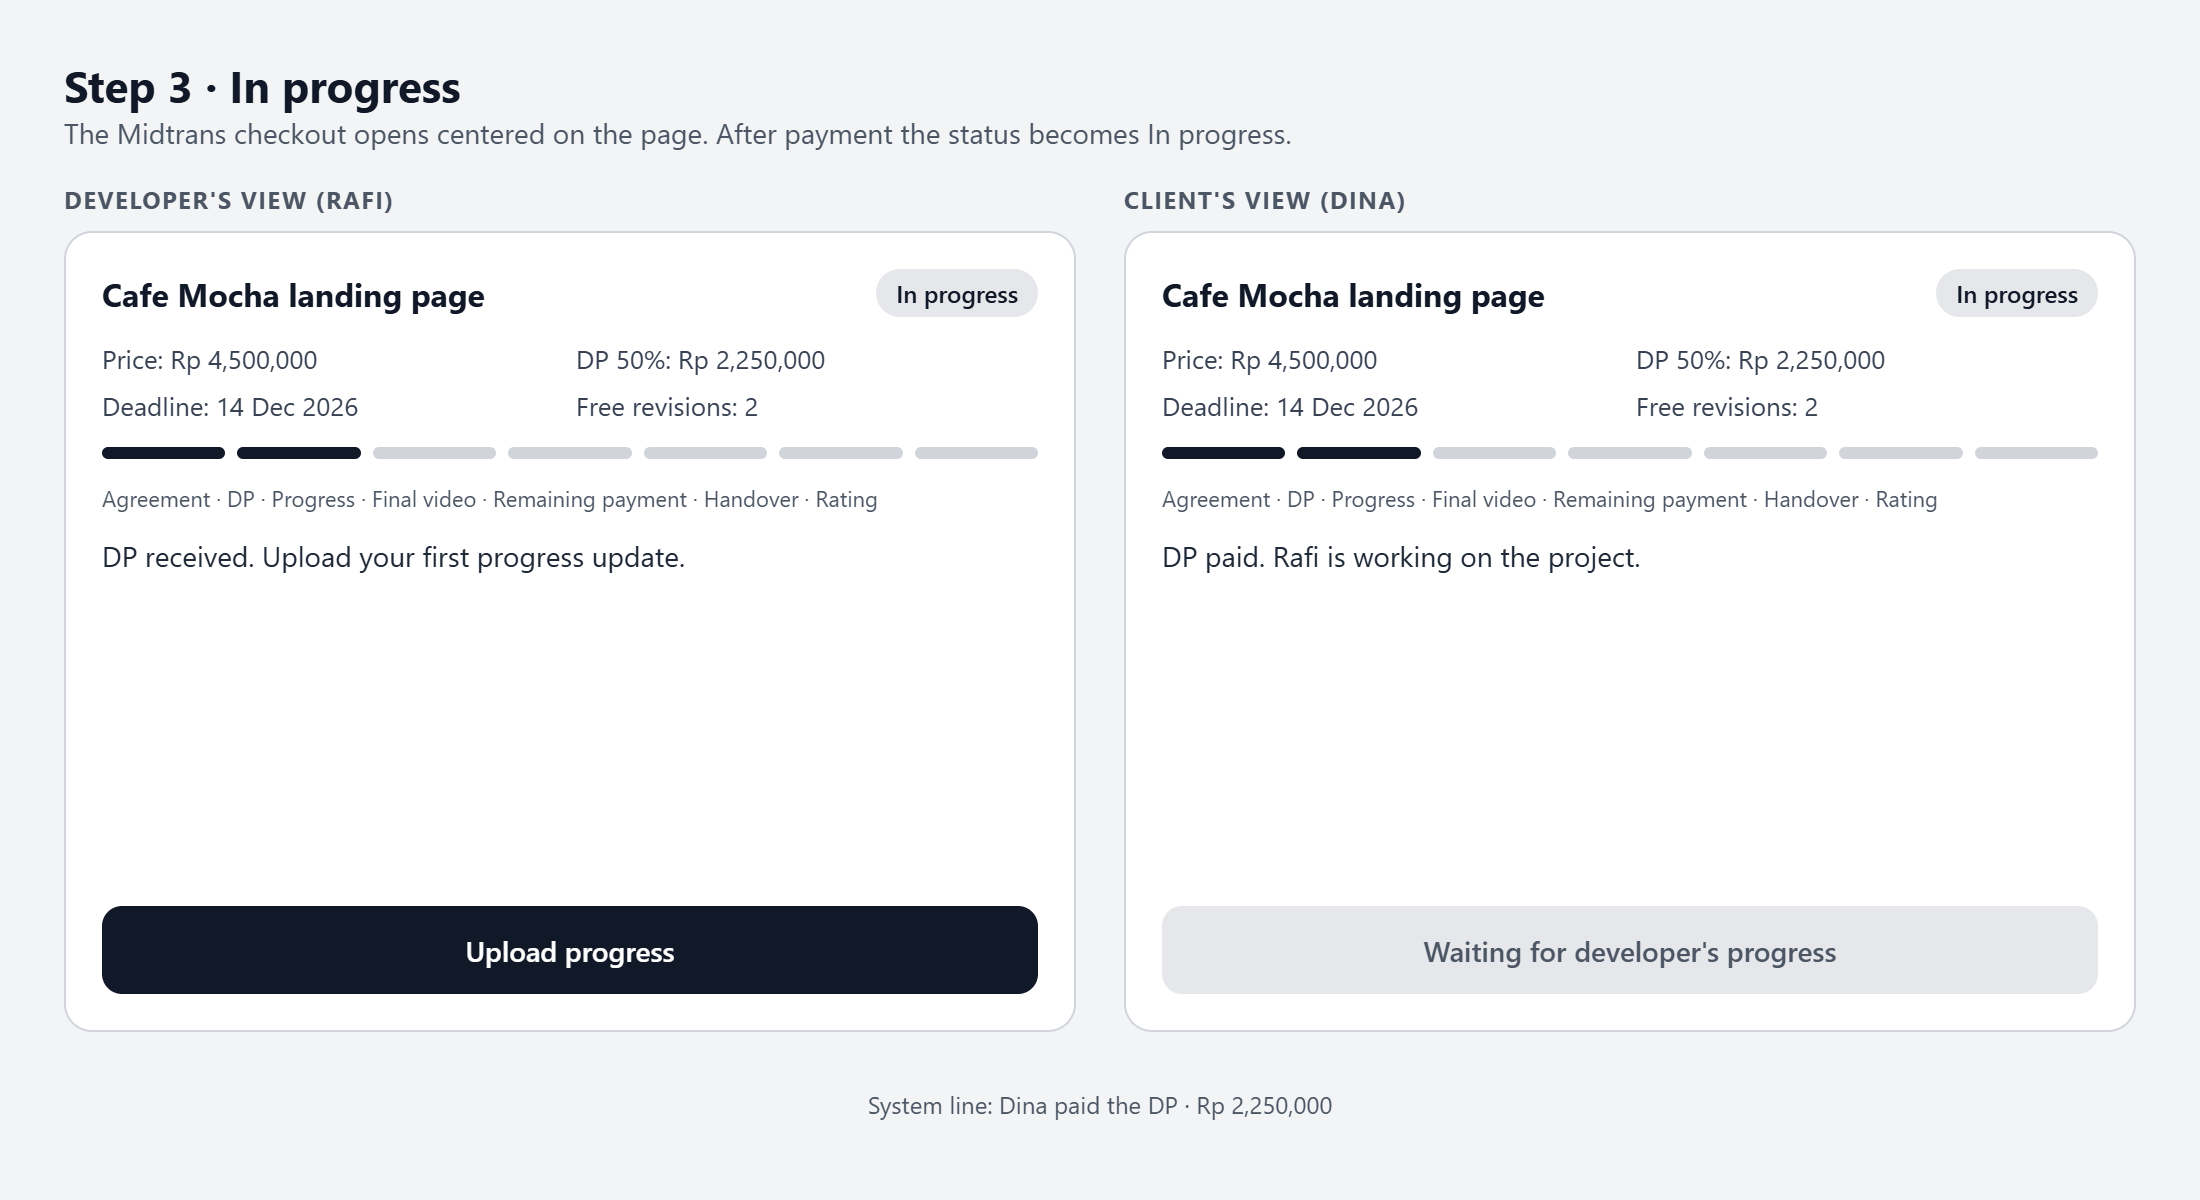 Step 3 · In progress
The Midtrans checkout opens centered on the page. After payment the status becomes In progress.
DEVELOPER'S VIEW (RAFI)
Cafe Mocha landing page
In progress
Price: Rp 4,500,000
DP 50%: Rp 2,250,000
Deadline: 14 Dec 2026
Free revisions: 2
Agreement · DP · Progress · Final video · Remaining payment · Handover · Rating
DP received. Upload your first progress update.
Upload progress
CLIENT'S VIEW (DINA)
Cafe Mocha landing page
In progress
Price: Rp 4,500,000
DP 50%: Rp 2,250,000
Deadline: 14 Dec 2026
Free revisions: 2
Agreement · DP · Progress · Final video · Remaining payment · Handover · Rating
DP paid. Rafi is working on the project.
Waiting for developer's progress
System line: Dina paid the DP · Rp 2,250,000